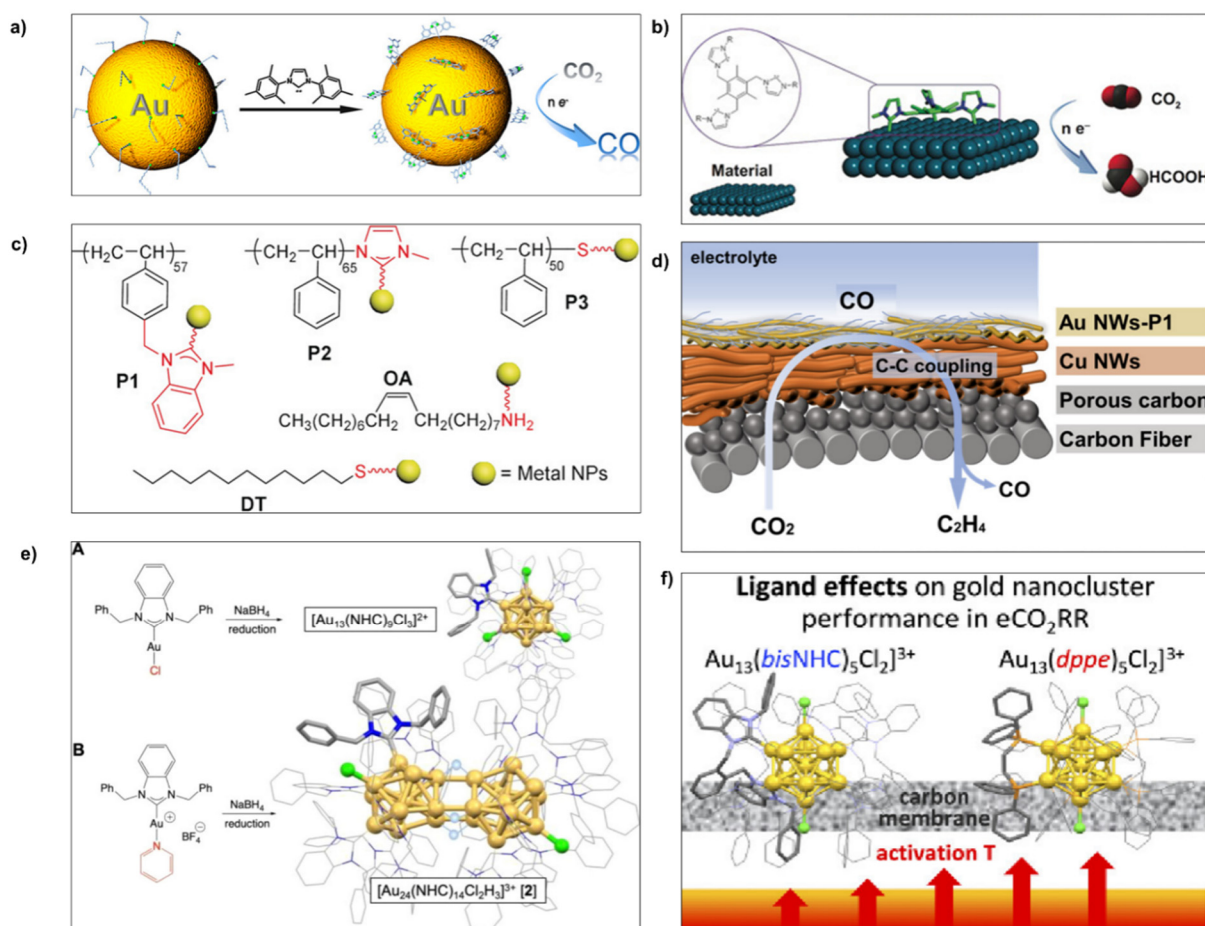 a)
Au
Au
CO₂
n e⁻
CO
b)
R
N
N
N
N
R
N
N
R
Material
CO₂
n e⁻
HCOOH
c)
(H₂C—CH)57
N
N
P1
(CH₂—CH)65
N
N
P2
(CH₂—CH)50
S
P3
OA
CH₃(CH₂)₆CH₂
CH₂(CH₂)₇NH₂
S
DT
= Metal NPs
d)
electrolyte
CO
C-C coupling
CO
CO₂
C₂H₄
Au NWs-P1
Cu NWs
Porous carbon
Carbon Fiber
e)
A
Ph
N
N
Ph
Au
Cl
NaBH₄
reduction
[Au₁₃(NHC)₉Cl₃]²⁺
B
Ph
N
N
Ph
Au
+
BF₄
⊖
N
NaBH₄
reduction
[Au₂₄(NHC)₁₄Cl₂H₃]³⁺ [2]
f)
Ligand effects on gold nanocluster
performance in eCO₂RR
Au₁₃(bisNHC)₅Cl₂]³⁺
Au₁₃(dppe)₅Cl₂]³⁺
carbon
membrane
activation T